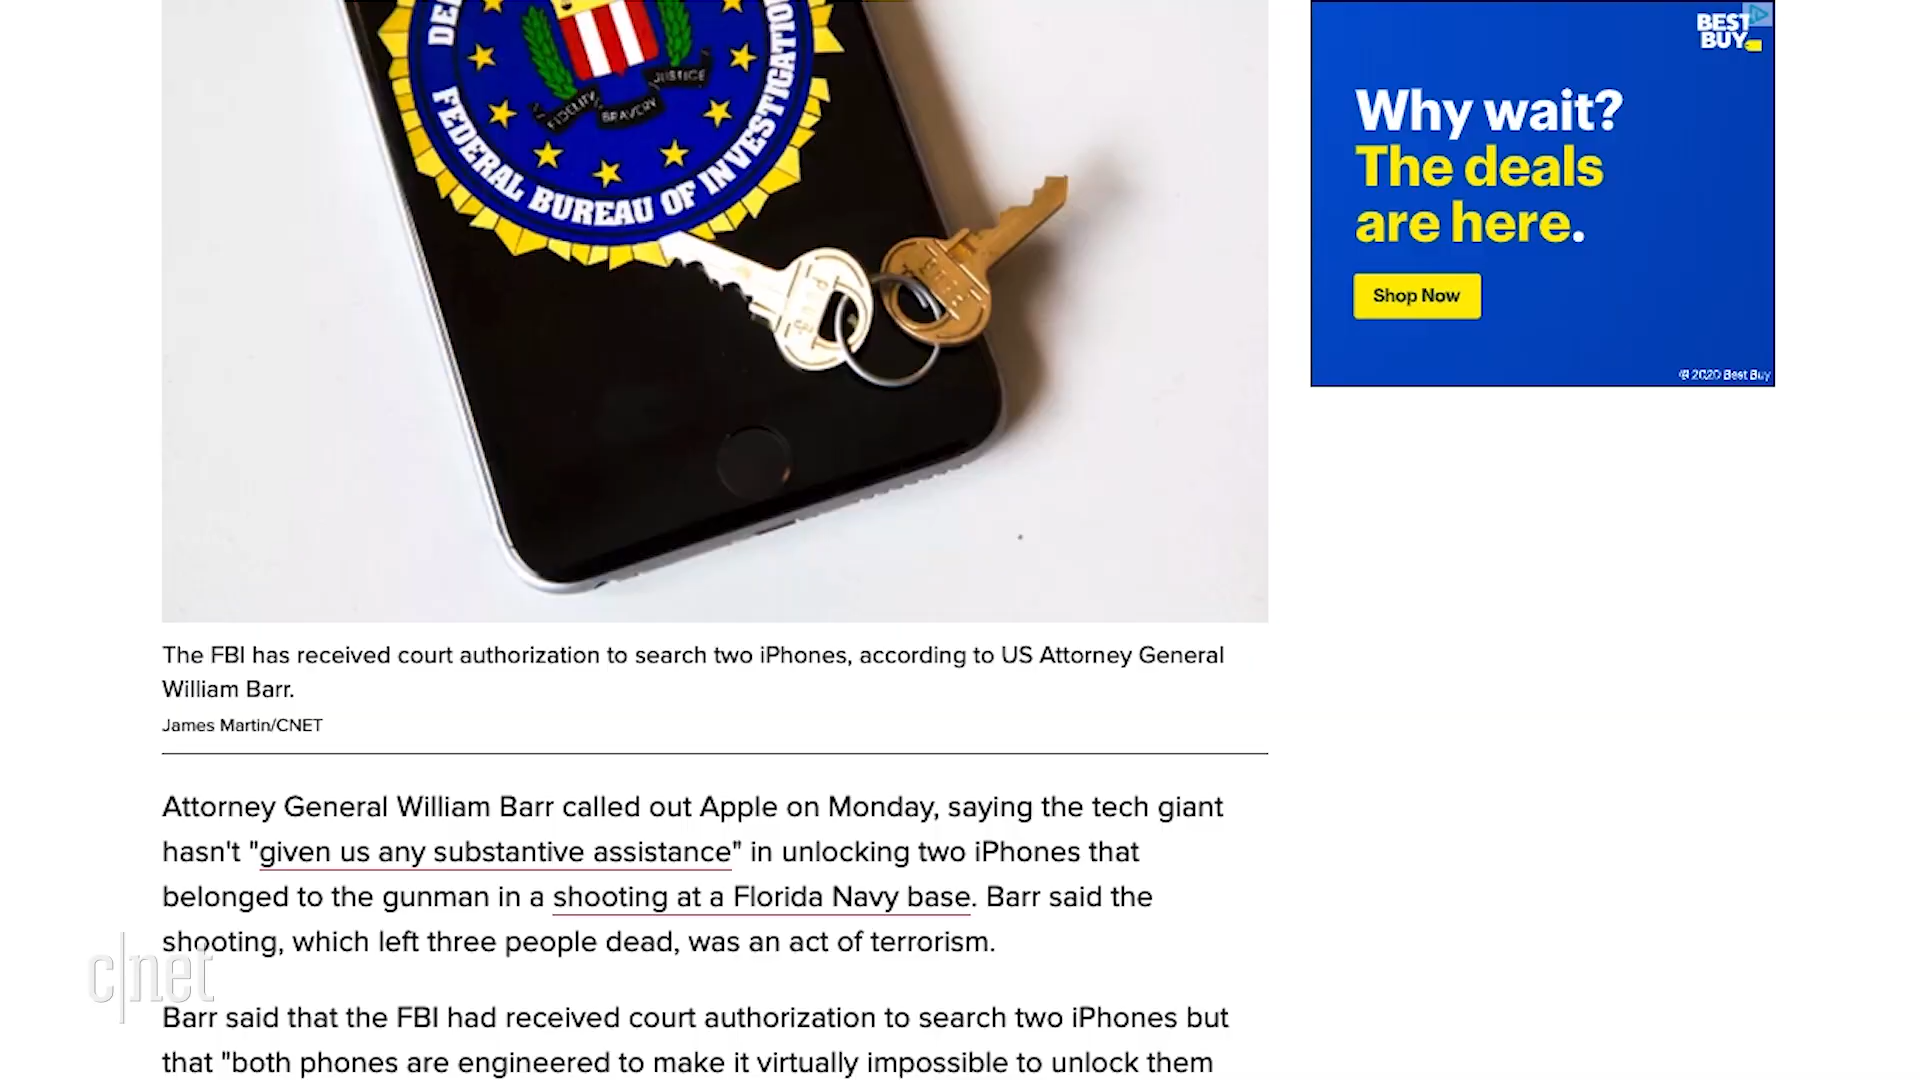 FEDERAL BUREAU OF INVESTIGATION
FIDELITY BRAVERY JUSTICE
BEST
BUY
Why wait?
The deals
are here.
Shop Now
© 2020 Best Buy
The FBI has received court authorization to search two iPhones, according to US Attorney General
William Barr.
James Martin/CNET
Attorney General William Barr called out Apple on Monday, saying the tech giant
hasn't "given us any substantive assistance" in unlocking two iPhones that
belonged to the gunman in a shooting at a Florida Navy base. Barr said the
shooting, which left three people dead, was an act of terrorism.
c|net
Barr said that the FBI had received court authorization to search two iPhones but
that "both phones are engineered to make it virtually impossible to unlock them